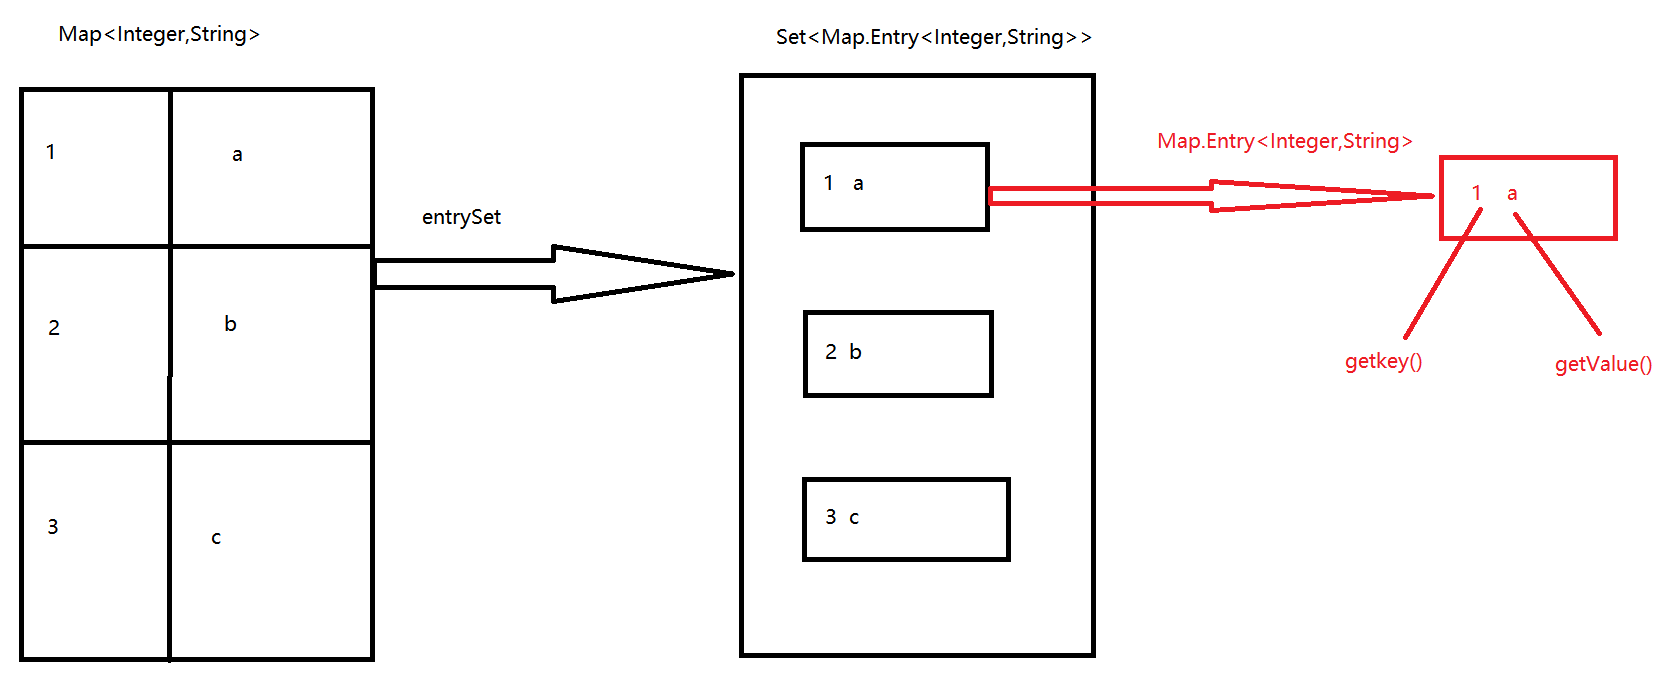 Map<Integer,String>
1 a
2 b
3 c
entrySet
Set<Map.Entry<Integer,String>>
1 a
2 b
3 c
Map.Entry<Integer,String>
1 a
getkey()
getValue()